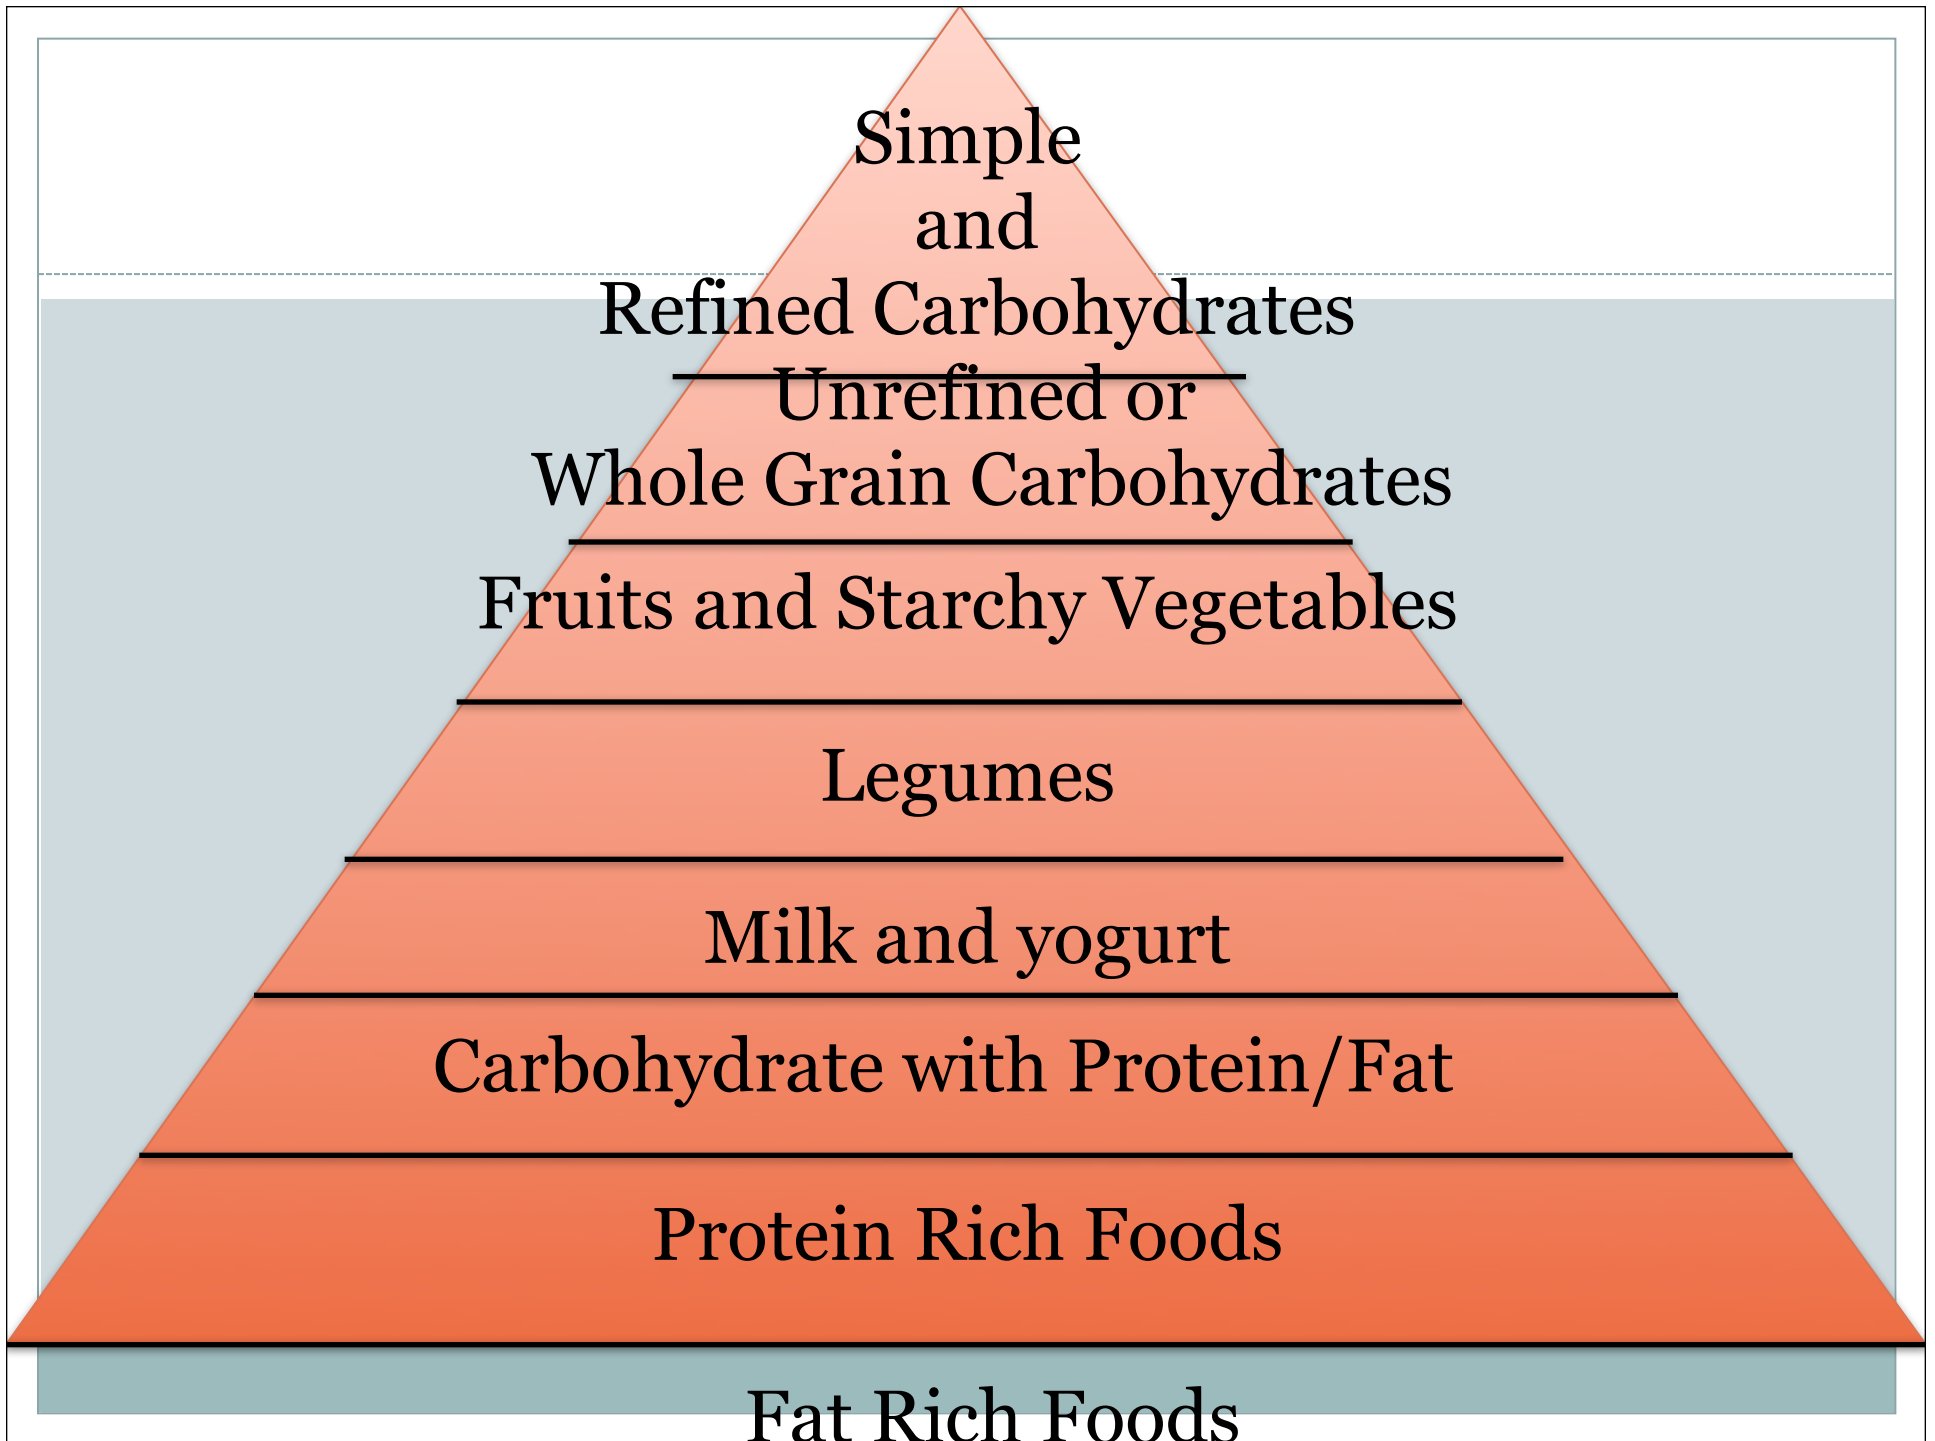 Simple
and
Refined Carbohydrates
Unrefined or
Whole Grain Carbohydrates
Fruits and Starchy Vegetables
Legumes
Milk and yogurt
Carbohydrate with Protein/Fat
Protein Rich Foods
Fat Rich Foods